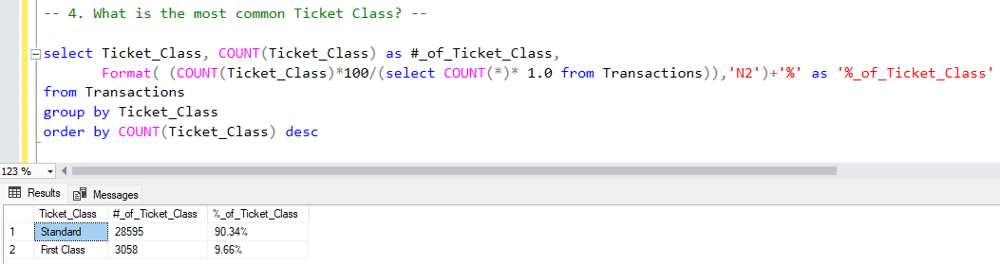 -- 4. What is the most common Ticket Class? --
select Ticket_Class, COUNT(Ticket_Class) as #_of_Ticket_Class,
Format( (COUNT(Ticket_Class)*100/(select COUNT(*)* 1.0 from Transactions)),'N2')+'%' as '%_of_Ticket_Class'
from Transactions
group by Ticket_Class
order by COUNT(Ticket_Class) desc
123 %
Results Messages
Ticket_Class #_of_Ticket_Class %_of_Ticket_Class
1 Standard 28595 90.34%
2 First Class 3058 9.66%